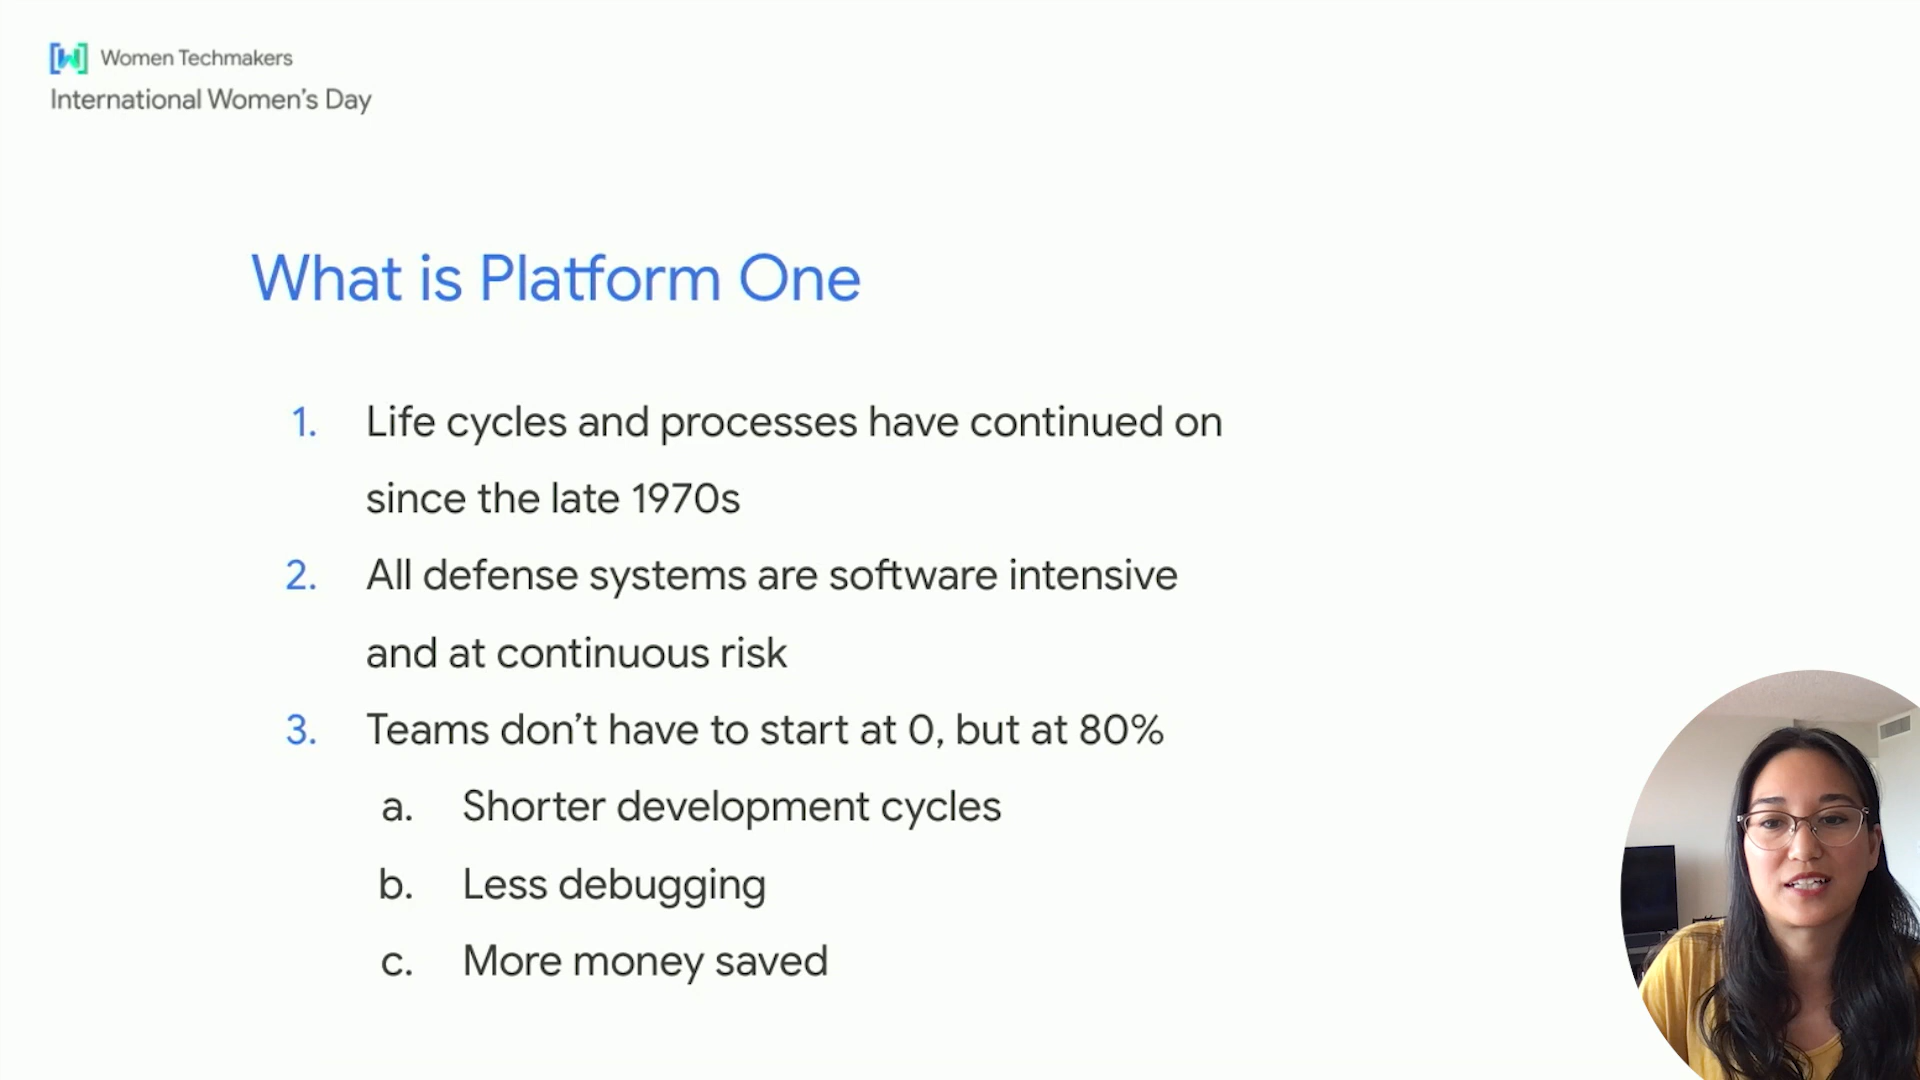 Women Techmakers
International Women's Day
What is Platform One
1. Life cycles and processes have continued on
since the late 1970s
2. All defense systems are software intensive
and at continuous risk
3. Teams don't have to start at 0, but at 80%
a. Shorter development cycles
b. Less debugging
c. More money saved